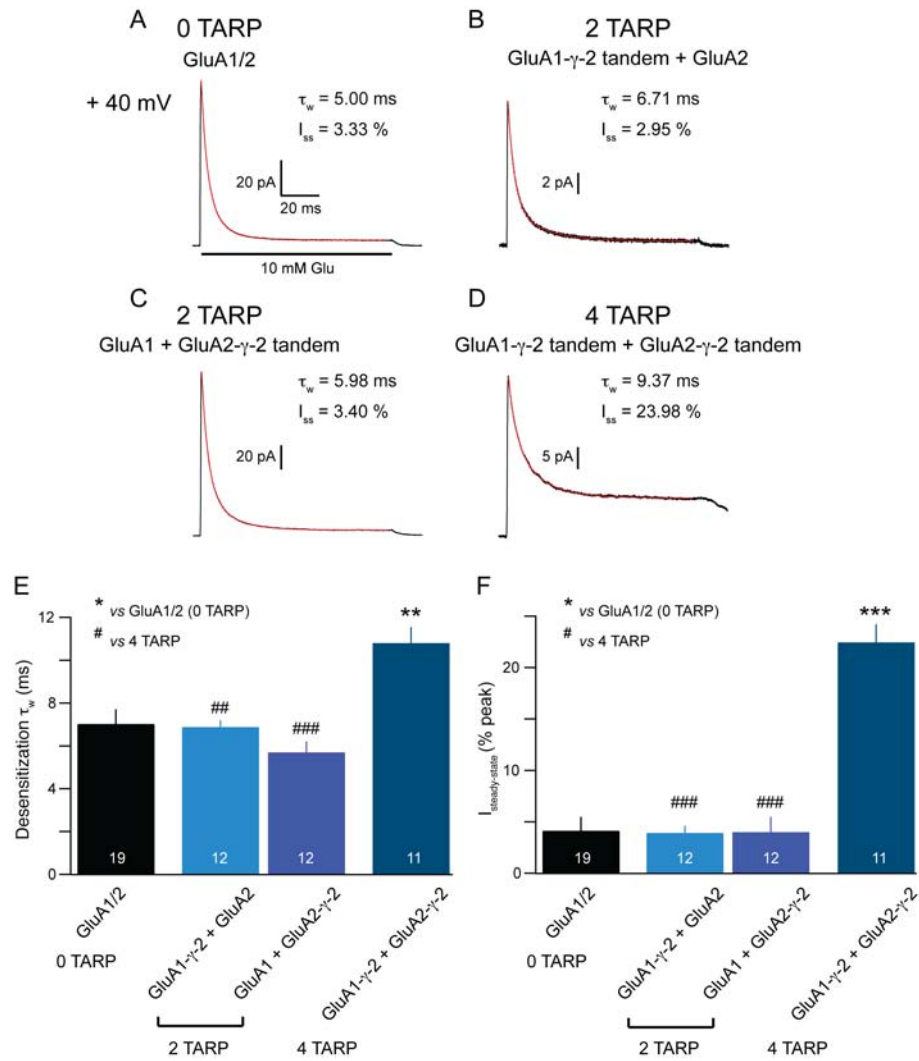 A
0 TARP
GluA1/2
+ 40 mV
τw = 5.00 ms
Iss = 3.33 %
20 pA
20 ms
10 mM Glu
B
2 TARP
GluA1-γ-2 tandem + GluA2
τw = 6.71 ms
Iss = 2.95 %
2 pA
C
2 TARP
GluA1 + GluA2-γ-2 tandem
τw = 5.98 ms
Iss = 3.40 %
20 pA
D
4 TARP
GluA1-γ-2 tandem + GluA2-γ-2 tandem
τw = 9.37 ms
Iss = 23.98 %
5 pA
E
* vs GluA1/2 (0 TARP)
# vs 4 TARP
Desensitization τw (ms)
12
8
4
0
##
###
**
19
12
12
11
GluA1/2
GluA1-γ-2 + GluA2
GluA1 + GluA2-γ-2
GluA1-γ-2 + GluA2-γ-2
0 TARP
2 TARP
4 TARP
F
* vs GluA1/2 (0 TARP)
# vs 4 TARP
Isteady-state (% peak)
20
10
0
###
###
***
19
12
12
11
GluA1/2
GluA1-γ-2 + GluA2
GluA1 + GluA2-γ-2
GluA1-γ-2 + GluA2-γ-2
0 TARP
2 TARP
4 TARP